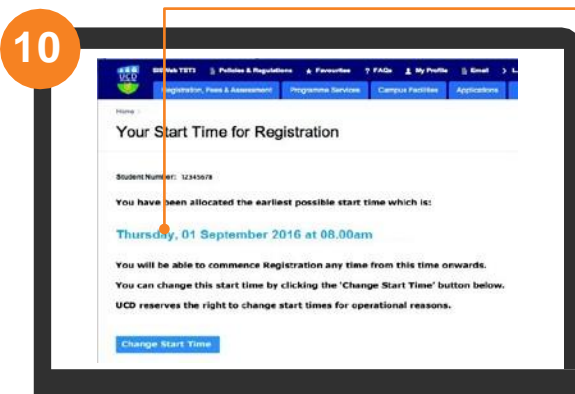 10
UCD
SISWeb TST3 Policies & Regulations Favourites ? FAQs My Profile Email > L
Registration, Fees & Assessment Programme Services Campus Facilities Applications
Home >
Your Start Time for Registration
Student Number: 12345678
You have been allocated the earliest possible start time which is:
Thursday, 01 September 2016 at 08.00am
You will be able to commence Registration any time from this time onwards.
You can change this start time by clicking the 'Change Start Time' button below.
UCD reserves the right to change start times for operational reasons.
Change Start Time